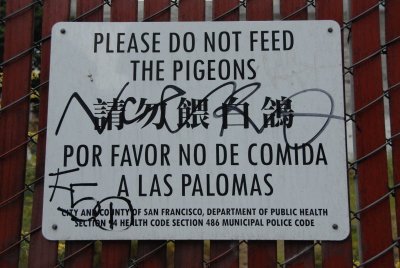 PLEASE DO NOT FEED
THE PIGEONS
請勿餵白鴿
POR FAVOR NO DE COMIDA
A LAS PALOMAS
CITY AND COUNTY OF SAN FRANCISCO, DEPARTMENT OF PUBLIC HEALTH
SECTION 94 HEALTH CODE SECTION 486 MUNICIPAL POLICE CODE